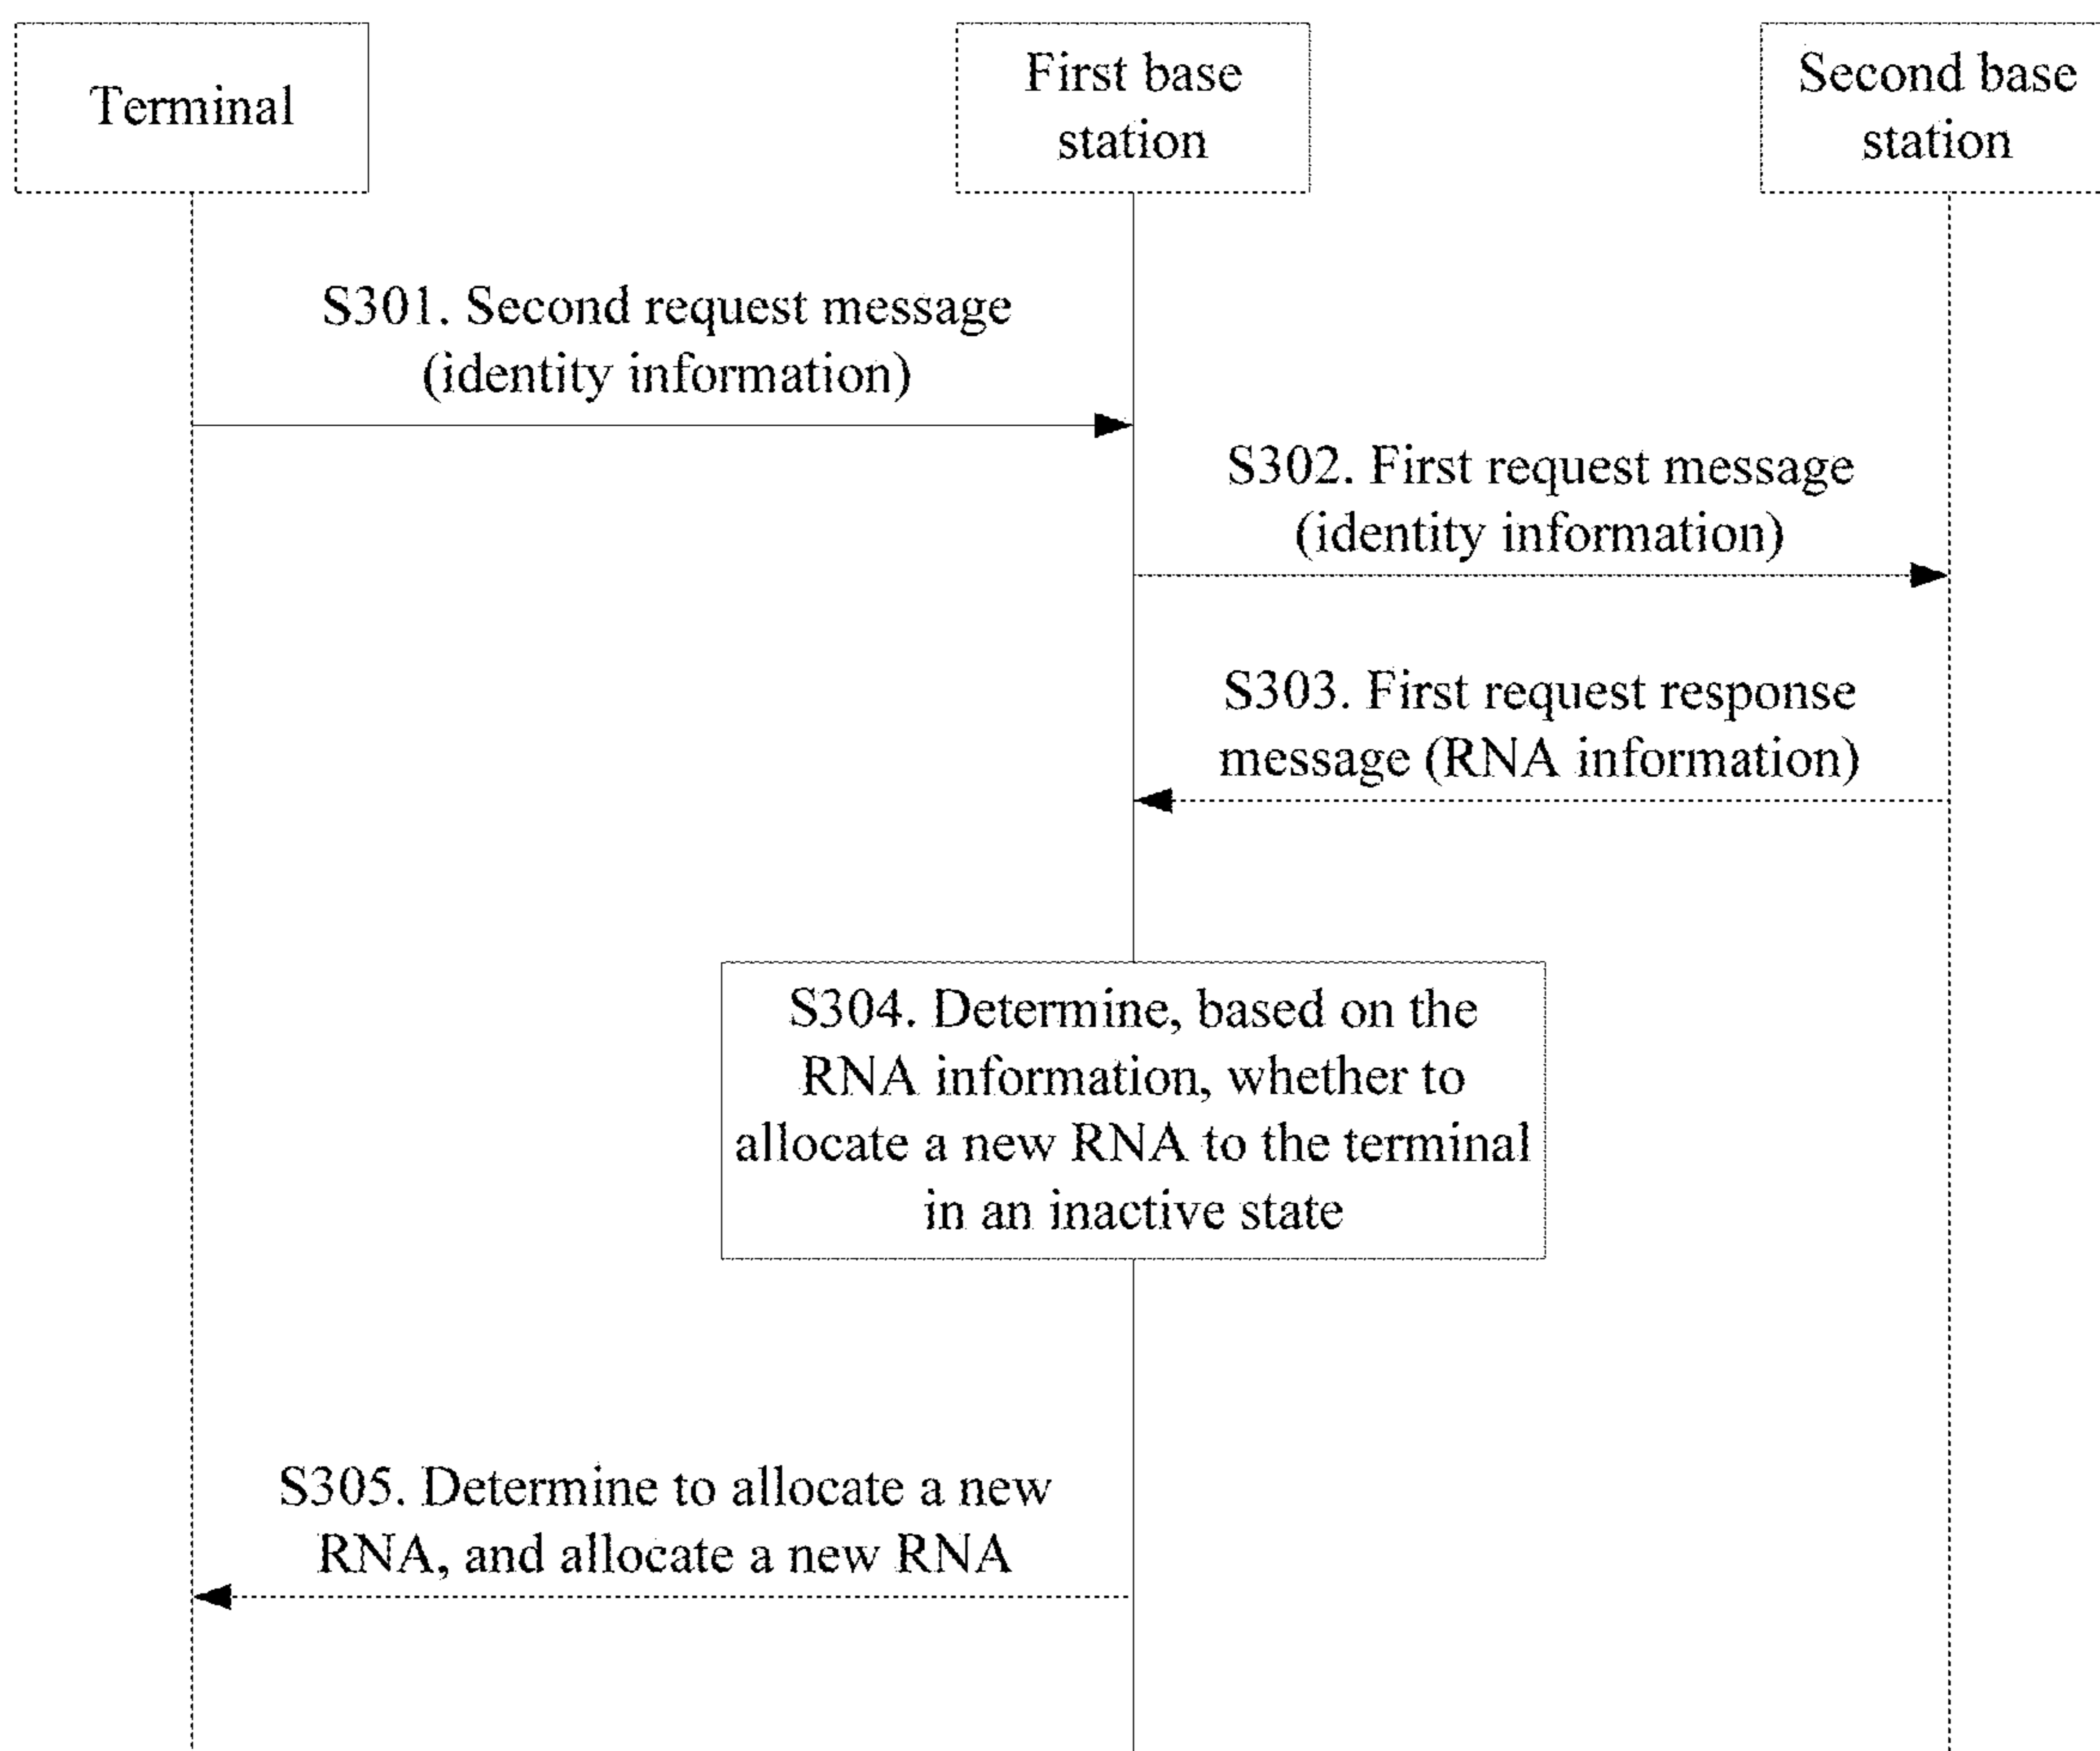 Terminal
First base
station
Second base
station
S301. Second request message
(identity information)
S302. First request message
(identity information)
S303. First request response
message (RNA information)
S304. Determine, based on the
RNA information, whether to
allocate a new RNA to the terminal
in an inactive state
S305. Determine to allocate a new
RNA, and allocate a new RNA